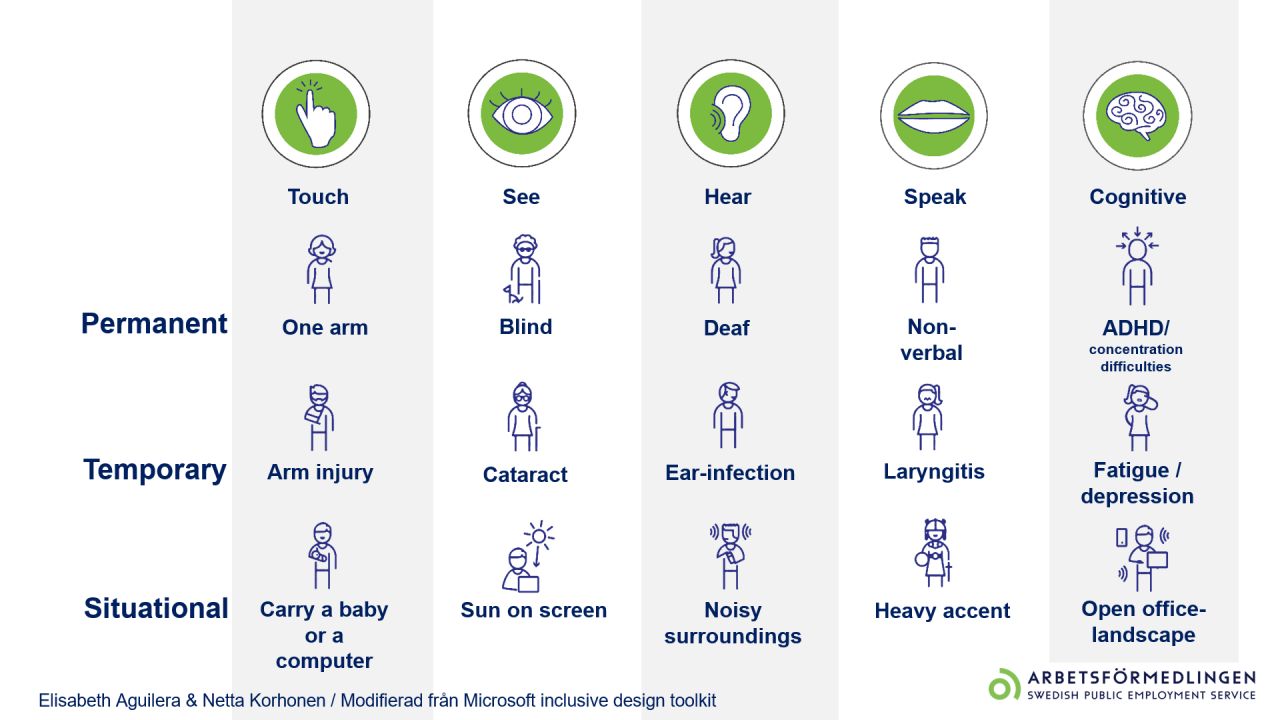 Touch
See
Hear
Speak
Cognitive
Permanent
One arm
Blind
Deaf
Non-
verbal
ADHD/
concentration
difficulties
Temporary
Arm injury
Cataract
Ear-infection
Laryngitis
Fatigue /
depression
Situational
Carry a baby
or a
computer
Sun on screen
Noisy
surroundings
Heavy accent
Open office-
landscape
Elisabeth Aguilera & Netta Korhonen / Modifierad från Microsoft inclusive design toolkit
ARBETSFÖRMEDLINGEN
SWEDISH PUBLIC EMPLOYMENT SERVICE